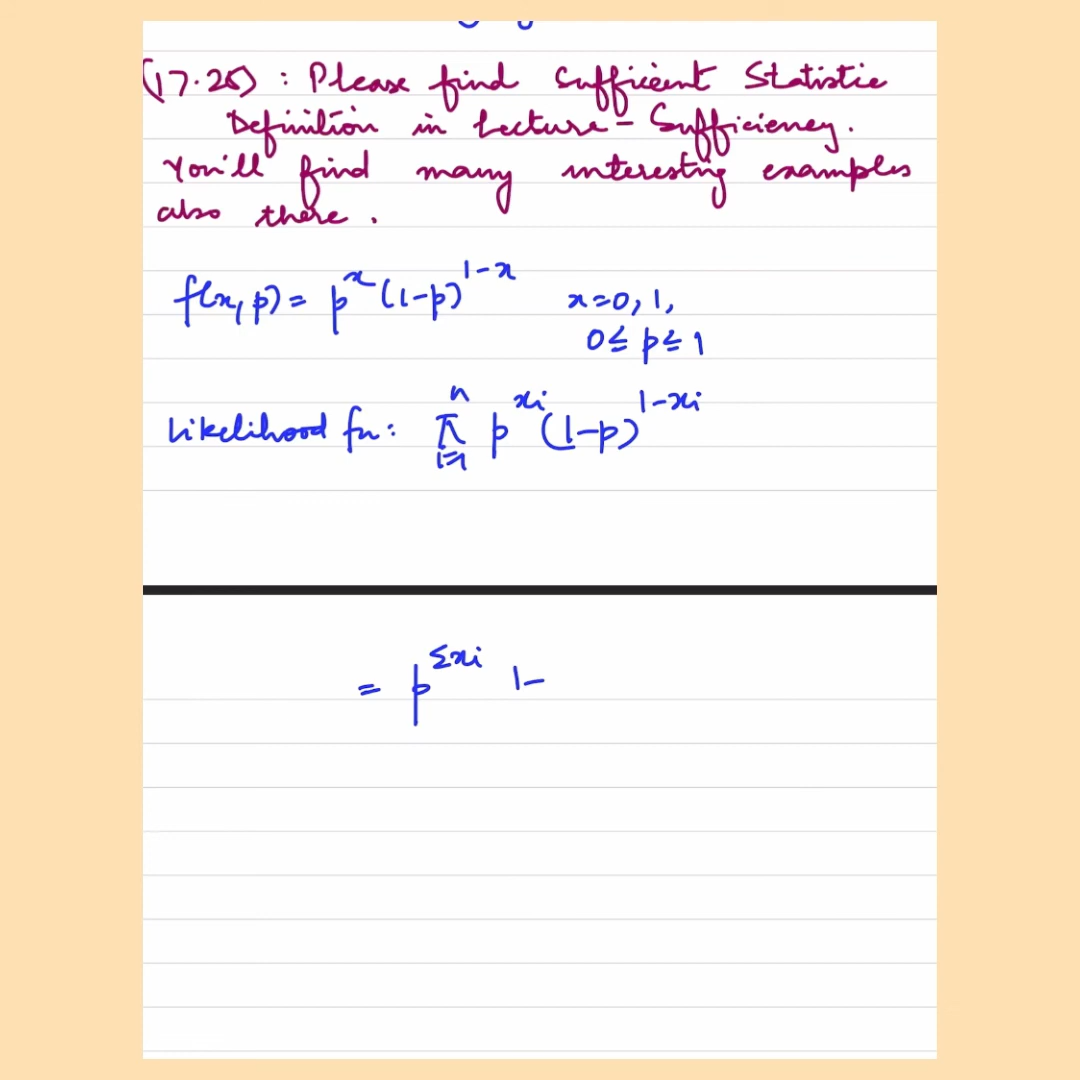 (17.25) : Please find Sufficient Statistic
Definition in Lecture - Sufficiency.
You'll find many interesting examples
also there.
f(x, p) = p^x (1-p)^{1-x} x=0, 1,
0 ≤ p ≤ 1
Likelihood fn: π_{i=1}^{n} p^{xi} (1-p)^{1-xi}
= p^{Σxi} 1-